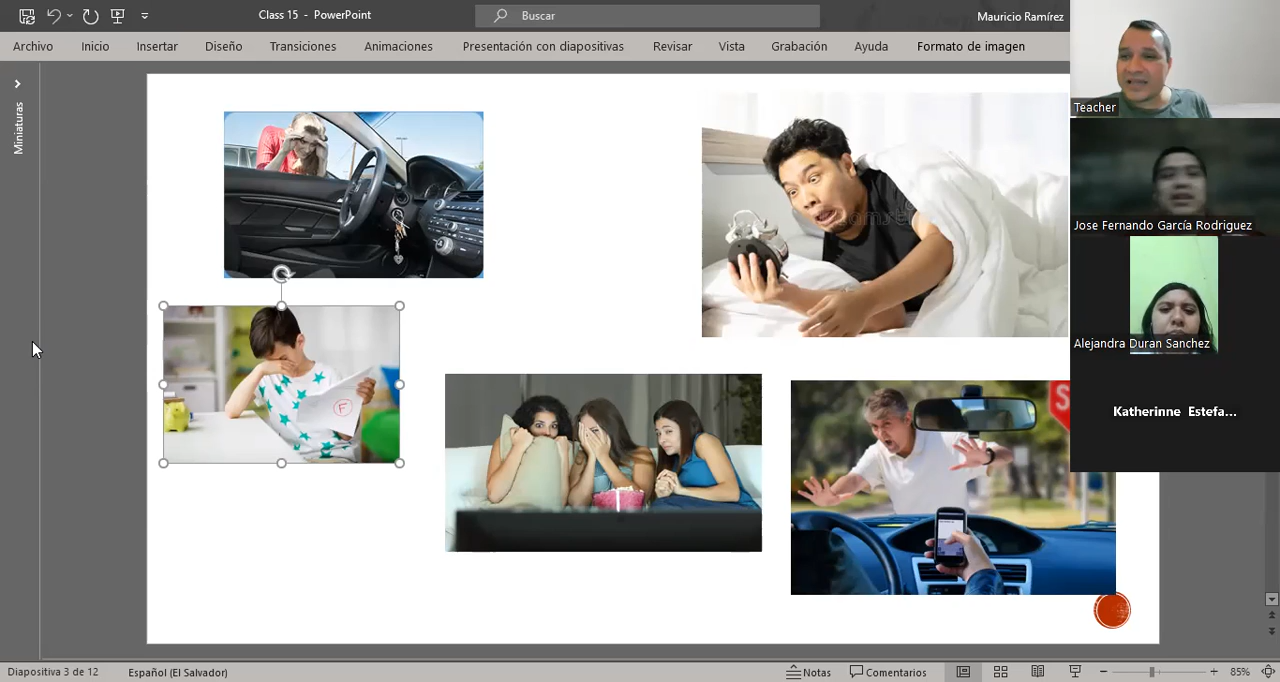 Class 15 - PowerPoint
Buscar
Mauricio Ramírez
Archivo Inicio Insertar Diseño Transiciones Animaciones Presentación con diapositivas Revisar Vista Grabación Ayuda Formato de imagen
Teacher
Miniaturas
Jose Fernando García Rodriguez
Alejandra Duran Sanchez
F
S
Katherinne Estefa...
Diapositiva 3 de 12 Español (El Salvador) Notas Comentarios 85%